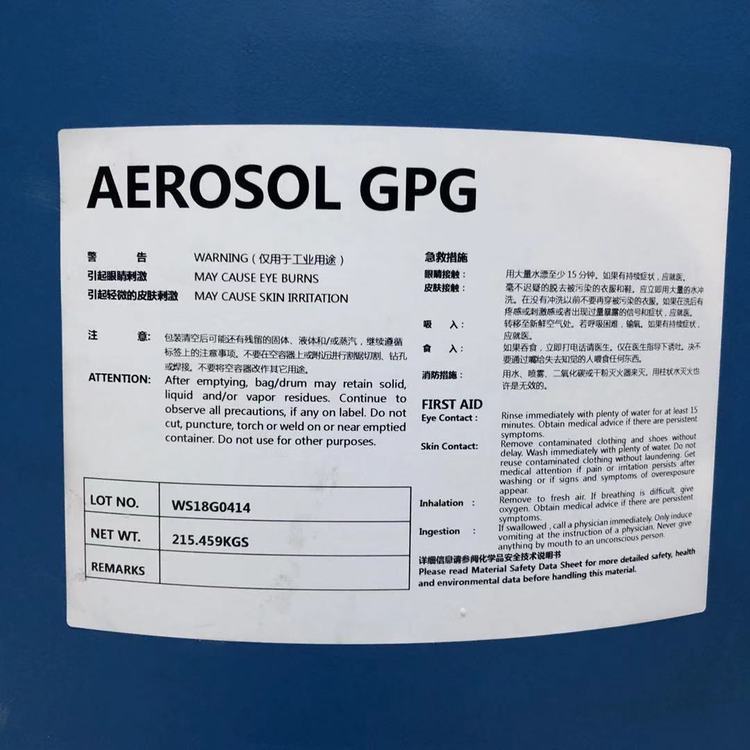 AEROSOL GPG
警 告 WARNING（仅用于工业用途）
引起眼睛刺激 MAY CAUSE EYE BURNS
引起轻微的皮肤刺激 MAY CAUSE SKIN IRRITATION
注 意: 包装清空后可能还有残留的固体、液体和/或蒸汽，继续遵循
标签上的注意事项。不要在空容器上或附近进行割锯切割、钻孔
或焊接。不要将空容器改作其它用途。
ATTENTION: After emptying, bag/drum may retain solid,
liquid and/or vapor residues. Continue to
observe all precautions, if any on label. Do not
cut, puncture, torch or weld on or near emptied
container. Do not use for other purposes.
LOT NO. WS18G0414
NET WT. 215.459KGS
REMARKS
急救措施
眼睛接触： 用大量水漂至少 15 分钟。如果有持续症状，应就医。
皮肤接触： 毫不迟疑的脱去被污染的衣服和鞋。应立即用大量的水冲
洗。在没有冲洗以前不要再穿被污染的衣服。如果在洗后有
疼感或刺激感或者出现过量暴露的信号和症状，应就医。
吸 入： 转移至新鲜空气处。若呼吸困难，输氧。如果有持续症状，
应就医。
食 入： 如果吞食，立即打电话请医生。仅在医生指导下诱吐。决不
要通过嘴给失去知觉的人喂食任何东西。
消防措施： 用水、喷雾、二氧化碳或干粉灭火器来灭。用柱状水灭火也
许是无效的。
FIRST AID
Eye Contact: Rinse immediately with plenty of water for at least 15
minutes. Obtain medical advice if there are persistent
symptoms.
Skin Contact: Remove contaminated clothing and shoes without
delay. Wash immediately with plenty of water. Do not
reuse contaminated clothing without laundering. Get
medical attention if pain or irritation persists after
washing or if signs and symptoms of overexposure
appear.
Inhalation : Remove to fresh air. If breathing is difficult, give
oxygen. Obtain medical advice if there are persistent
symptoms.
Ingestion : If swallowed , call a physician immediately. Only induce
vomiting at the instruction of a physician. Never give
anything by mouth to an unconscious person.
详细信息请参阅化学品安全技术说明书
Please read Material Safety Data Sheet for more detailed safety, health
and environmental data before handling this material.